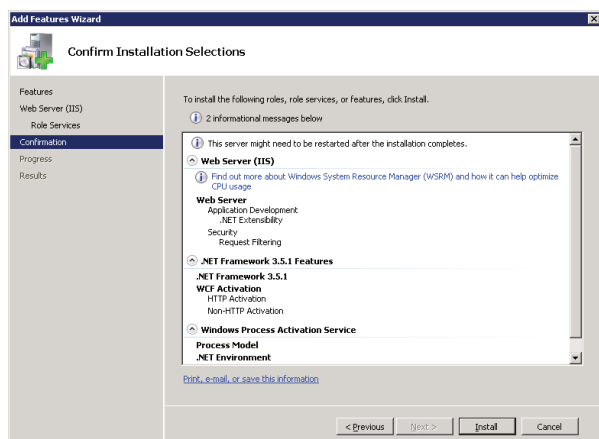 Add Features Wizard
Confirm Installation Selections
Features
Web Server (IIS)
Role Services
Confirmation
Progress
Results
To install the following roles, role services, or features, click Install.
2 informational messages below
This server might need to be restarted after the installation completes.
Web Server (IIS)
Find out more about Windows System Resource Manager (WSRM) and how it can help optimize
CPU usage
Web Server
Application Development
.NET Extensibility
Security
Request Filtering
.NET Framework 3.5.1 Features
.NET Framework 3.5.1
WCF Activation
HTTP Activation
Non-HTTP Activation
Windows Process Activation Service
Process Model
.NET Environment
Print, e-mail, or save this information
< Previous Next > Install Cancel